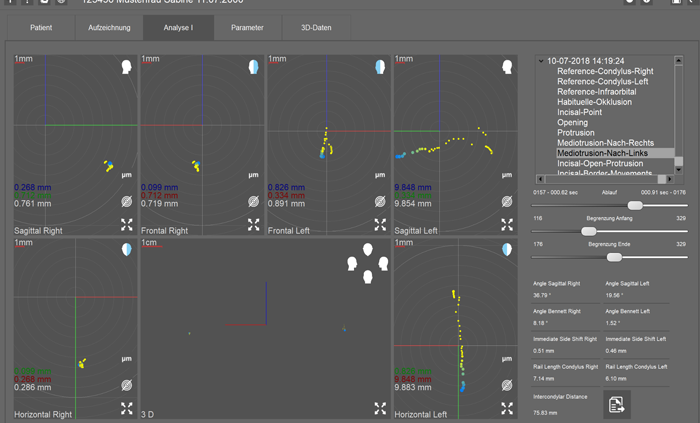 123456 Musterfrau Sabine 11.07.2000
Patient
Aufzeichnung
Analyse I
Parameter
3D-Daten
1mm
0.268 mm
0.761 mm
µm
Sagittal Right
1mm
0.099 mm
0.712 mm
0.719 mm
µm
Frontal Right
1mm
0.826 mm
0.334 mm
0.891 mm
µm
Frontal Left
1mm
9.848 mm
9.854 mm
µm
Sagittal Left
1mm
0.268 mm
0.286 mm
µm
Horizontal Right
1cm
3 D
1mm
9.848 mm
9.883 mm
µm
Horizontal Left
10-07-2018 14:19:24
Reference-Condylus-Right
Reference-Condylus-Left
Reference-Infraorbital
Habituelle-Okklusion
Incisal-Point
Opening
Protrusion
Mediotrusion-Nach-Rechts
Mediotrusion-Nach-Links
Incisal-Open-Protrusion
Incisal-Border-Movements
0157 - 000.82 sec Ablauf 000.91 sec - 0176
116 Begrenzung Anfang 329
176 Begrenzung Ende 329
Angle Sagittal Right Angle Sagittal Left
36.79 ° 19.56 °
Angle Bennett Right Angle Bennett Left
8.18 ° 1.52 °
Immediate Side Shift Right Immediate Side Shift Left
0.51 mm 0.46 mm
Rail Length Condylus Right Rail Length Condylus Left
7.14 mm 6.10 mm
Intercondylar Distance
75.83 mm